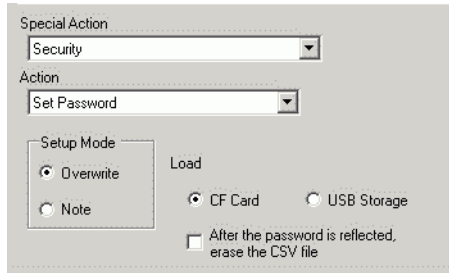 Special Action
Security
Action
Set Password
Setup Mode
Overwrite
Note
Load
CF Card
USB Storage
After the password is reflected,
erase the CSV file